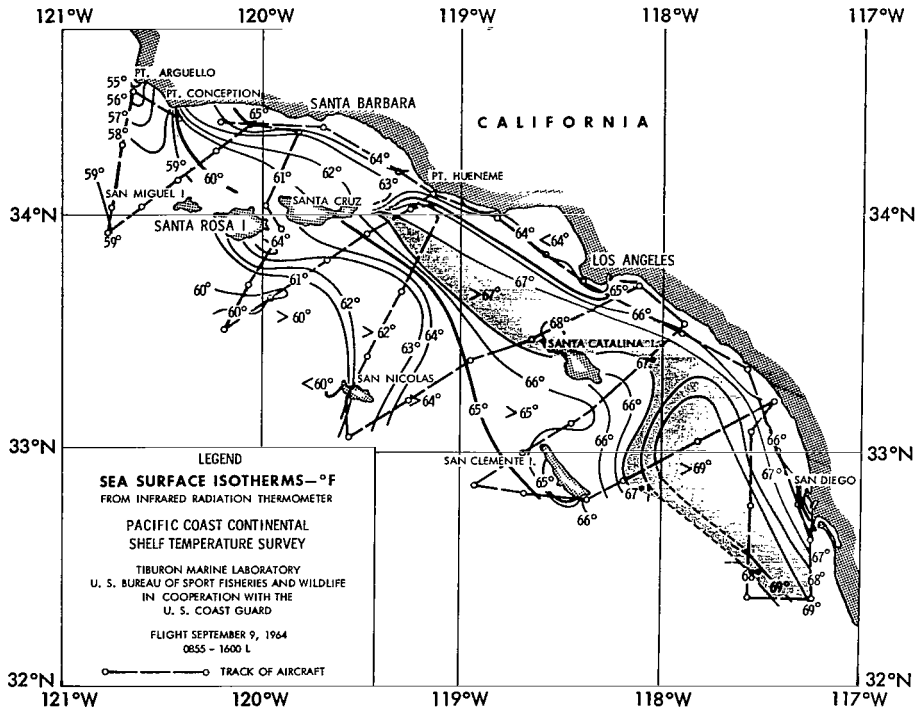 121°W 120°W 119°W 118°W 117°W
PT. ARGUELLO
55°
PT. CONCEPTION
56°
SANTA BARBARA
57°
65°
CALIFORNIA
58°
64°
59° 59° 60° 61° 62° 63°
PT. HUENEME
SAN MIGUEL I
SANTA CRUZ
34°N 34°N
SANTA ROSA I
59°
64°
64° <64°
LOS ANGELES
61°
67°
60°
>67°
65°
62°
66°
60° >60° >62°
68°
63° 64°
SANTA CATALINA I.
67°
<60°
SAN NICOLAS
66°
>64°
65° >65° 66° 66°
66°
33°N 33°N
SAN CLEMENTE I.
>69°
67°
65°
SAN DIEGO
67°
66°
67°
68° 69° 68°
69°
LEGEND
SEA SURFACE ISOTHERMS—°F
FROM INFRARED RADIATION THERMOMETER
PACIFIC COAST CONTINENTAL
SHELF TEMPERATURE SURVEY
TIBURON MARINE LABORATORY
U. S. BUREAU OF SPORT FISHERIES AND WILDLIFE
IN COOPERATION WITH THE
U. S. COAST GUARD
FLIGHT SEPTEMBER 9, 1964
0855 - 1600 L
TRACK OF AIRCRAFT
32°N 32°N
121°W 120°W 119°W 118°W 117°W